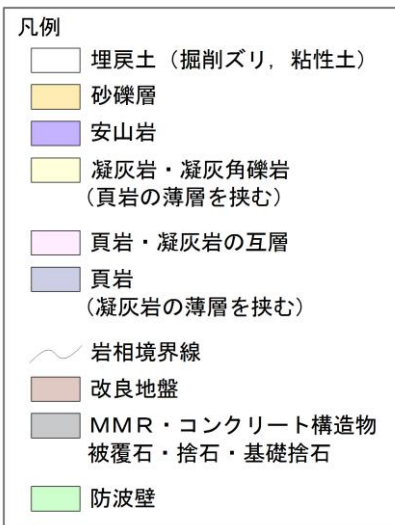 凡例
埋戻土（掘削ズリ，粘性土）
砂礫層
安山岩
凝灰岩・凝灰角礫岩
（頁岩の薄層を挟む）
頁岩・凝灰岩の互層
頁岩
（凝灰岩の薄層を挟む）
岩相境界線
改良地盤
ＭＭＲ・コンクリート構造物
被覆石・捨石・基礎捨石
防波壁